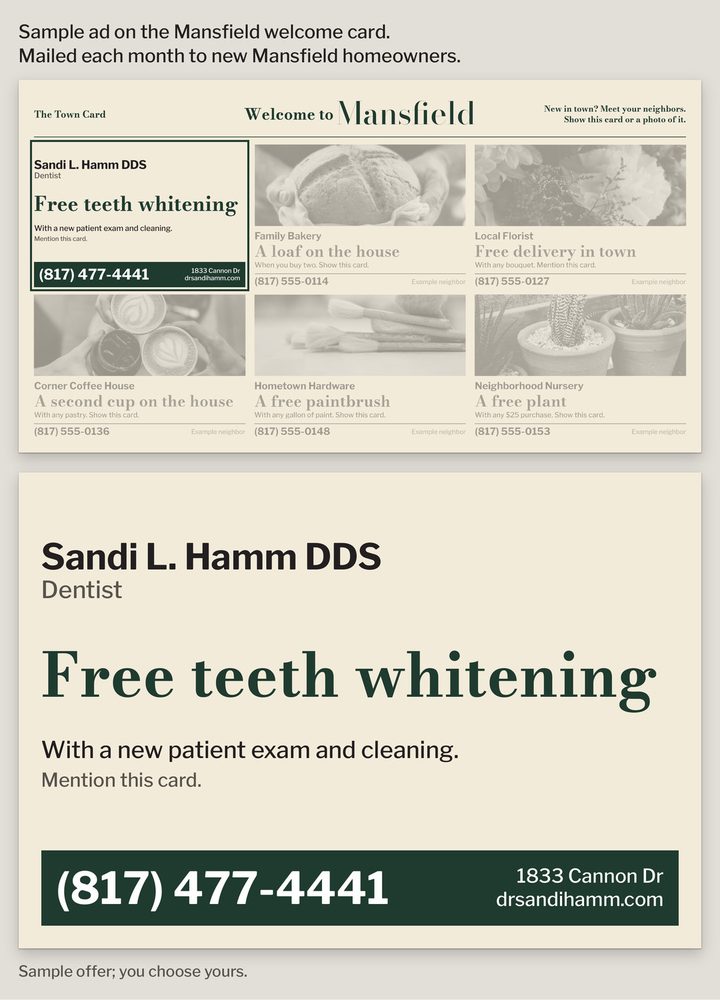 Sample ad on the Mansfield welcome card.
Mailed each month to new Mansfield homeowners.
The Town Card
Welcome to Mansfield
New in town? Meet your neighbors.
Show this card or a photo of it.
Sandi L. Hamm DDS
Dentist
Free teeth whitening
With a new patient exam and cleaning.
Mention this card.
(817) 477-4441
1833 Cannon Dr
drsandihamm.com
Family Bakery
A loaf on the house
When you buy two. Show this card.
(817) 555-0114
Example neighbor
Local Florist
Free delivery in town
With any bouquet. Mention this card.
(817) 555-0127
Example neighbor
Corner Coffee House
A second cup on the house
With any pastry. Show this card.
(817) 555-0136
Example neighbor
Hometown Hardware
A free paintbrush
With any gallon of paint. Show this card.
(817) 555-0148
Example neighbor
Neighborhood Nursery
A free plant
With any $25 purchase. Show this card.
(817) 555-0153
Example neighbor
Sandi L. Hamm DDS
Dentist
Free teeth whitening
With a new patient exam and cleaning.
Mention this card.
(817) 477-4441
1833 Cannon Dr
drsandihamm.com
Sample offer; you choose yours.